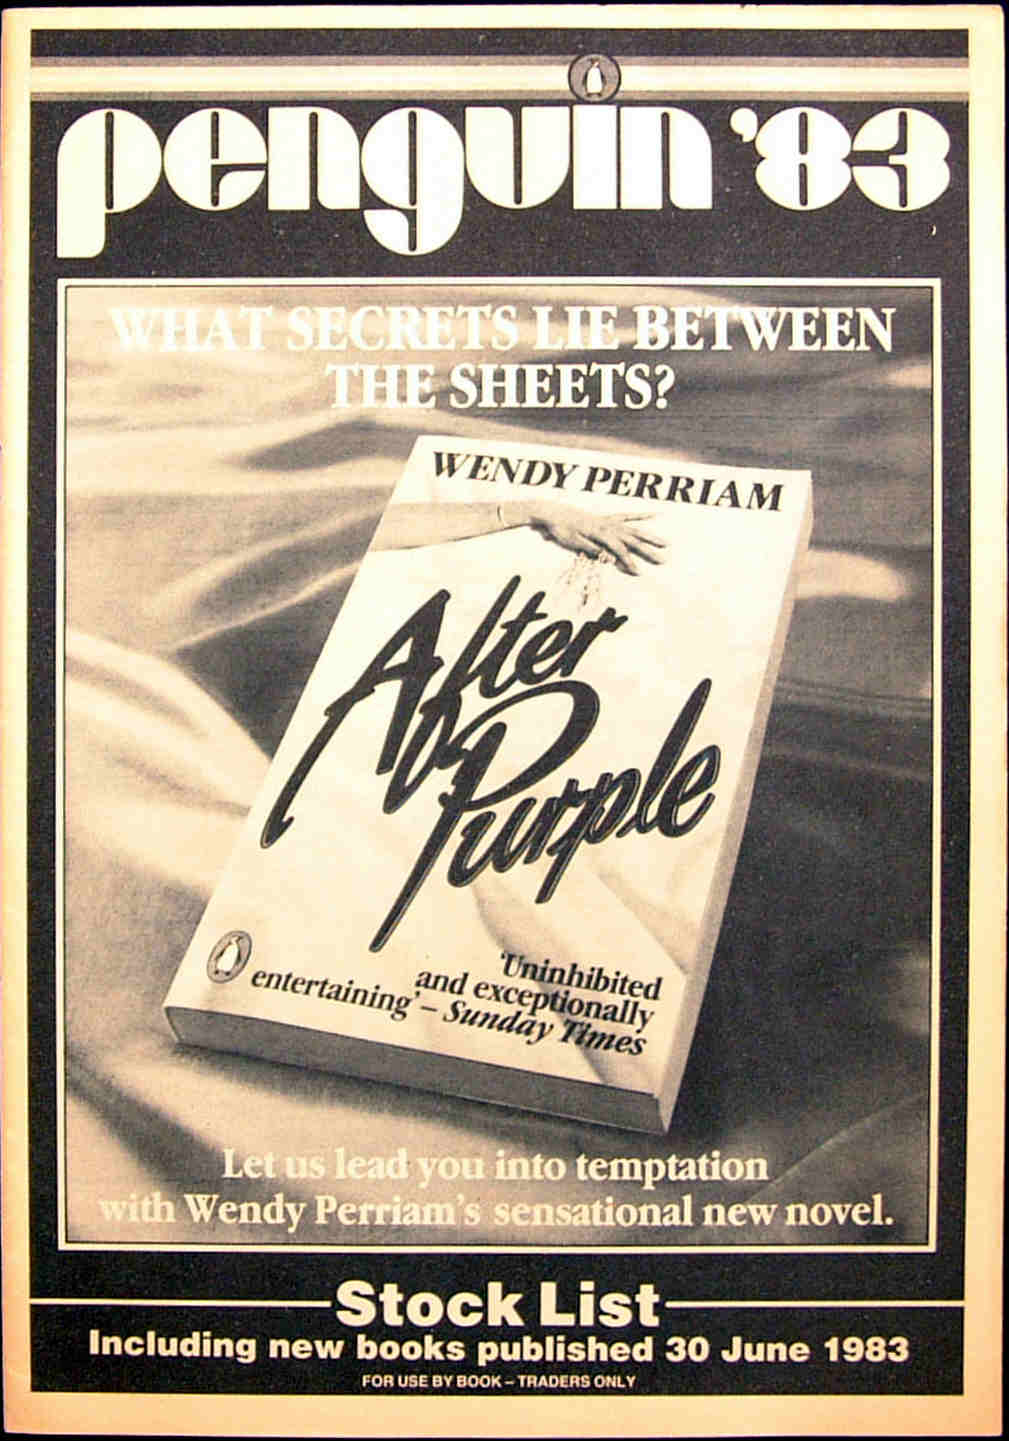 penguin '83
WHAT SECRETS LIE BETWEEN
THE SHEETS?
WENDY PERRIAM
After
Purple
'Uninhibited
and exceptionally
entertaining' – Sunday Times
Let us lead you into temptation
with Wendy Perriam's sensational new novel.
Stock List
Including new books published 30 June 1983
FOR USE BY BOOK – TRADERS ONLY